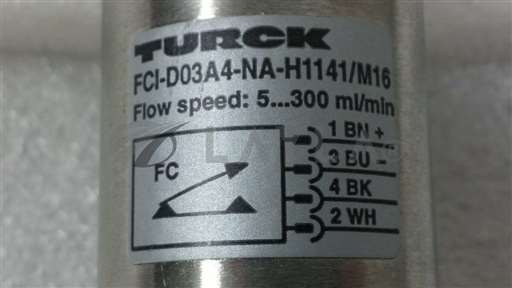 TURCK
FCI-D03A4-NA-H1141/M16
Flow speed: 5...300 ml/min
1 BN +
3 BU -
FC
4 BK
2 WH